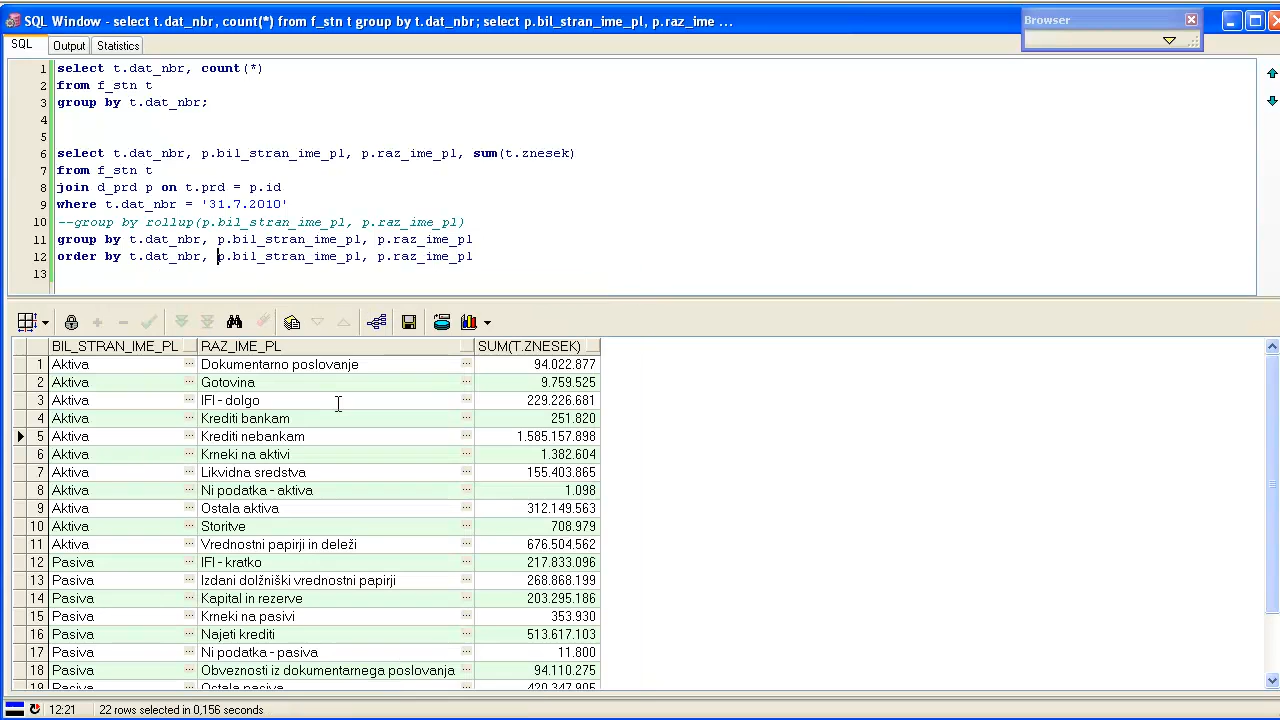 SQL Window - select t.dat_nbr, count(*) from f_stn t group by t.dat_nbr; select p.bil_stran_ime_pl, p.raz_ime ...
Browser
SQL Output Statistics
1 select t.dat_nbr, count(*)
2 from f_stn t
3 group by t.dat_nbr;
4
5
6 select t.dat_nbr, p.bil_stran_ime_pl, p.raz_ime_pl, sum(t.znesek)
7 from f_stn t
8 join d_prd p on t.prd = p.id
9 where t.dat_nbr = '31.7.2010'
10 --group by rollup(p.bil_stran_ime_pl, p.raz_ime_pl)
11 group by t.dat_nbr, p.bil_stran_ime_pl, p.raz_ime_pl
12 order by t.dat_nbr, p.bil_stran_ime_pl, p.raz_ime_pl
13
BIL_STRAN_IME_PL RAZ_IME_PL SUM(T.ZNESEK)
1 Aktiva ... Dokumentarno poslovanje ... 94.022.877
2 Aktiva ... Gotovina ... 9.759.525
3 Aktiva ... IFI - dolgo ... 229.226.681
4 Aktiva ... Krediti bankam ... 251.820
5 Aktiva ... Krediti nebankam ... 1.585.157.898
6 Aktiva ... Krneki na aktivi ... 1.382.604
7 Aktiva ... Likvidna sredstva ... 155.403.865
8 Aktiva ... Ni podatka - aktiva ... 1.098
9 Aktiva ... Ostala aktiva ... 312.149.563
10 Aktiva ... Storitve ... 708.979
11 Aktiva ... Vrednostni papirji in deleži ... 676.504.562
12 Pasiva ... IFI - kratko ... 217.833.096
13 Pasiva ... Izdani dolžniški vrednostni papirji ... 268.868.199
14 Pasiva ... Kapital in rezerve ... 203.295.186
15 Pasiva ... Krneki na pasivi ... 353.930
16 Pasiva ... Najeti krediti ... 513.617.103
17 Pasiva ... Ni podatka - pasiva ... 11.800
18 Pasiva ... Obveznosti iz dokumentarnega poslovanja ... 94.110.275
19 Pasiva ... Ostala pasiva ... 420.347.905
12:21 22 rows selected in 0,156 seconds